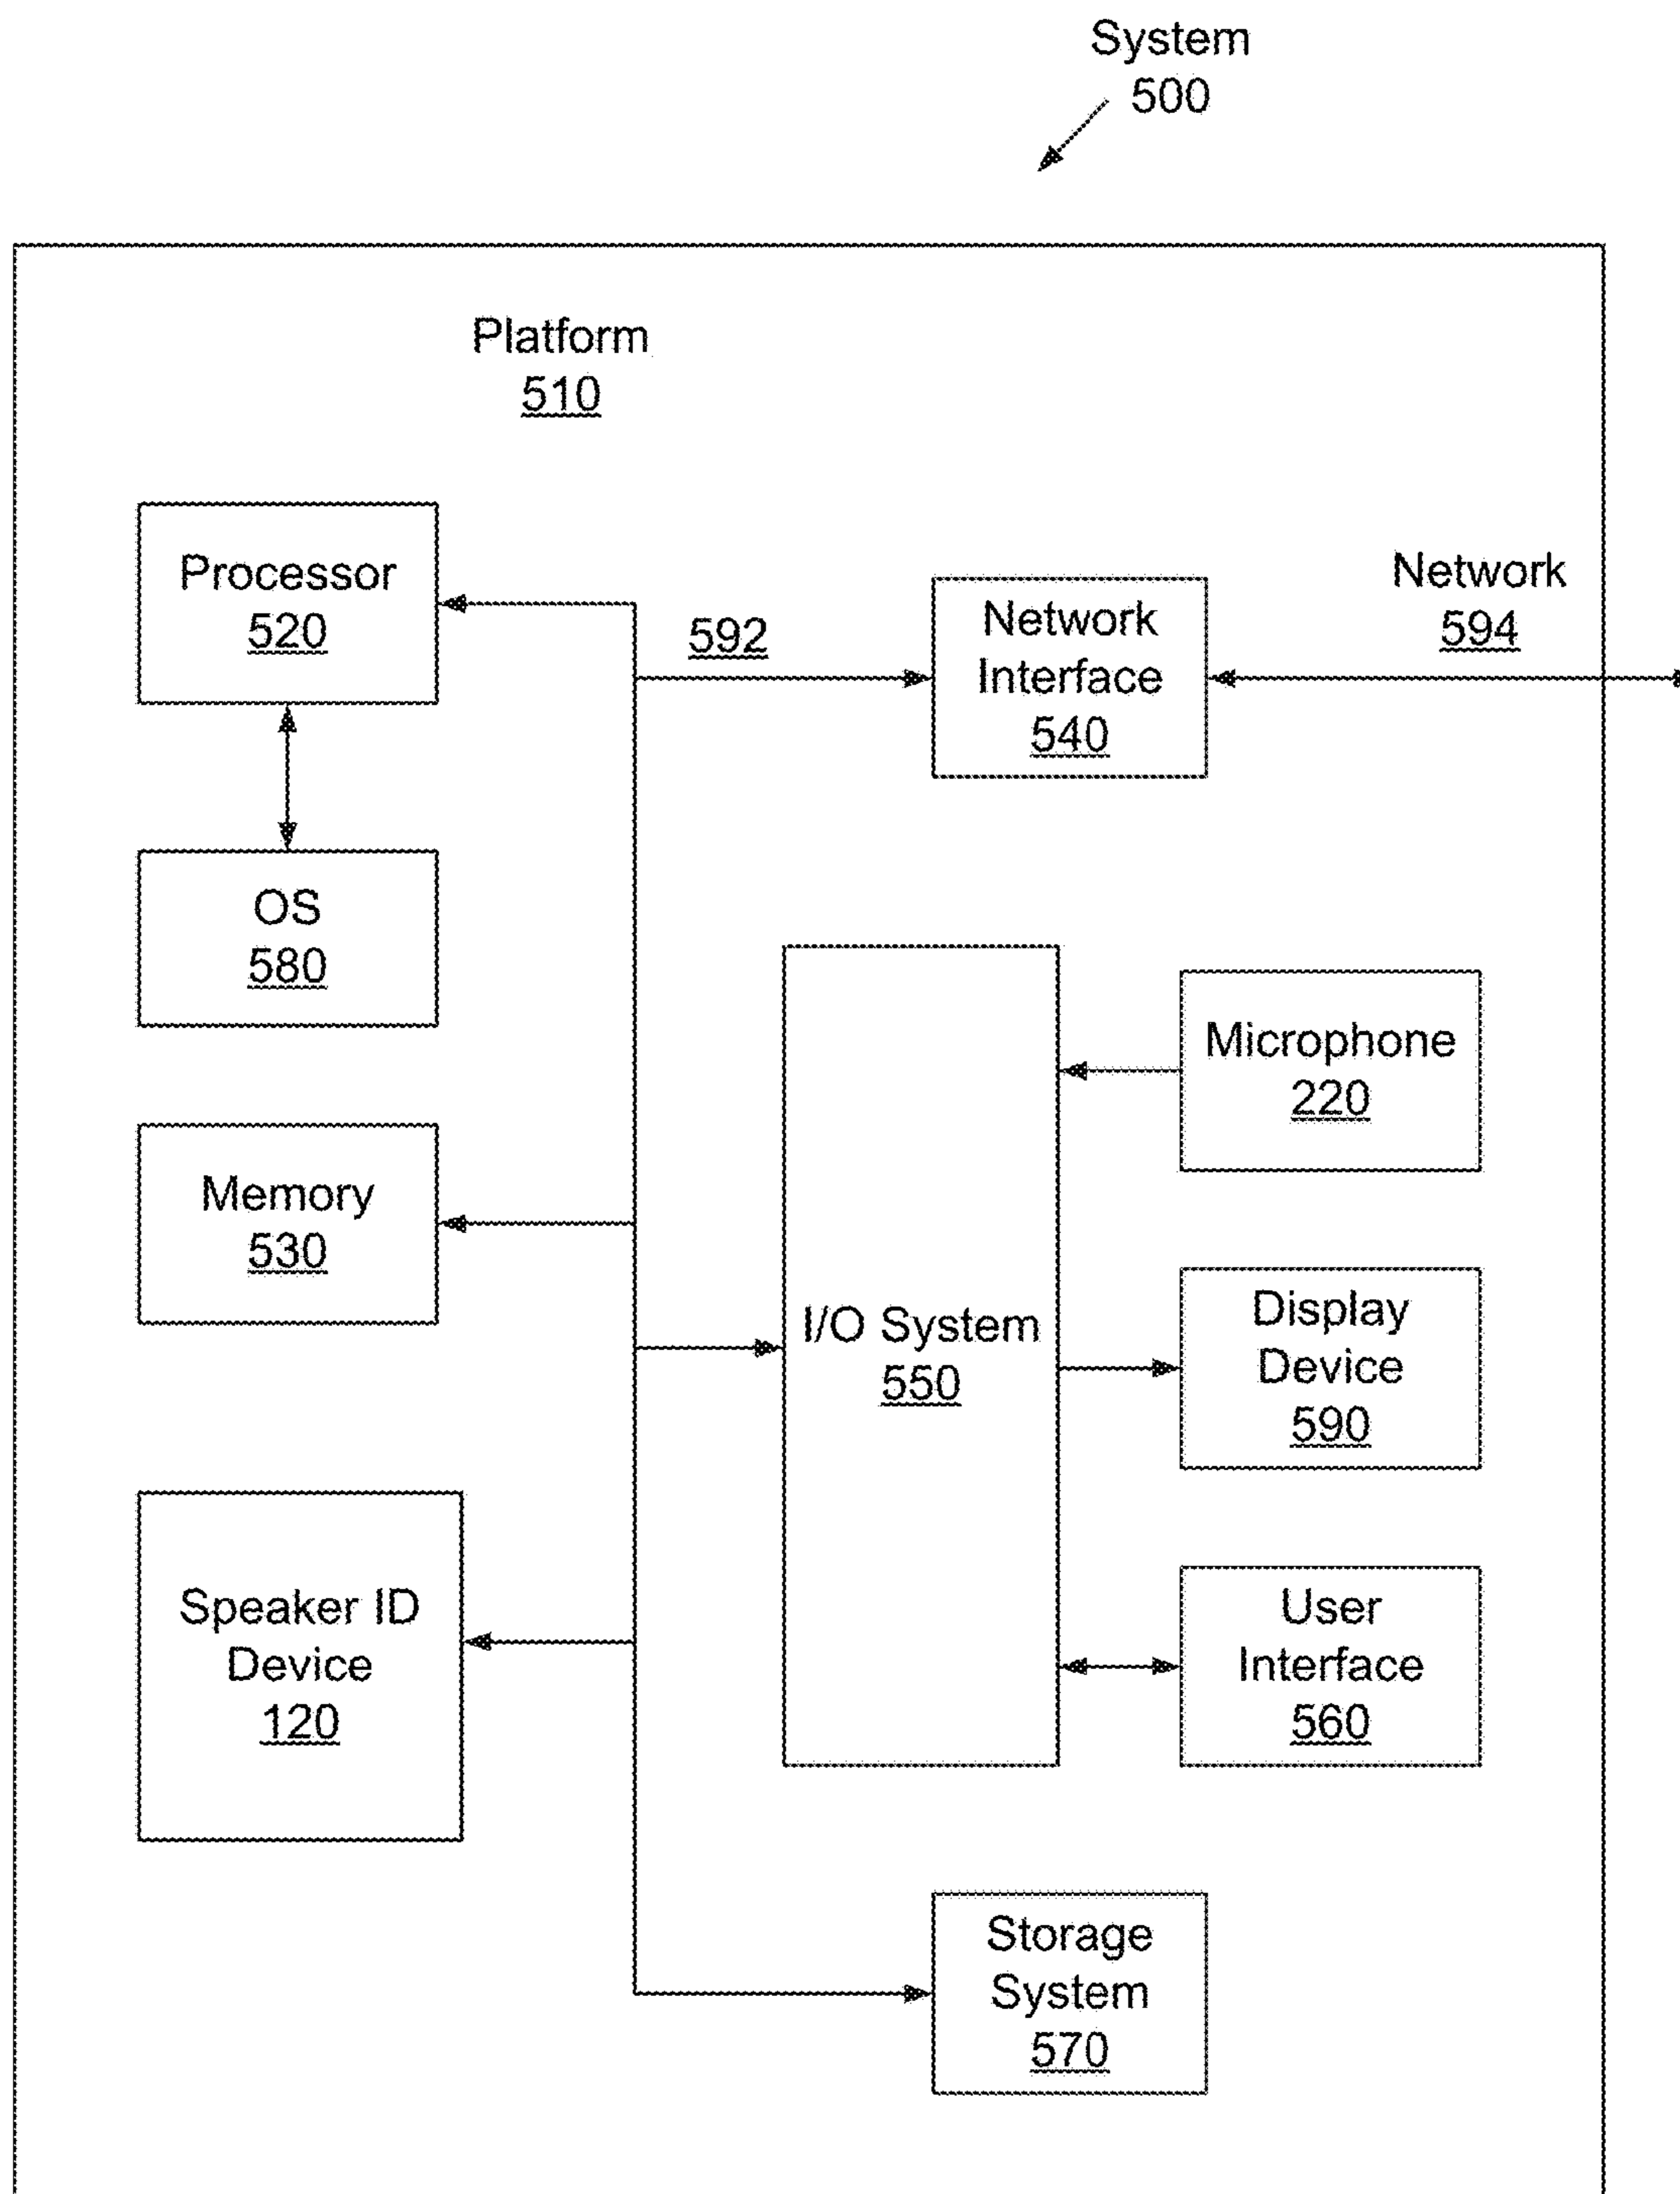 System
500
Platform
510
Processor
520
592
Network
Interface
540
Network
594
OS
580
Microphone
220
Memory
530
I/O System
550
Display
Device
590
Speaker ID
Device
120
User
Interface
560
Storage
System
570